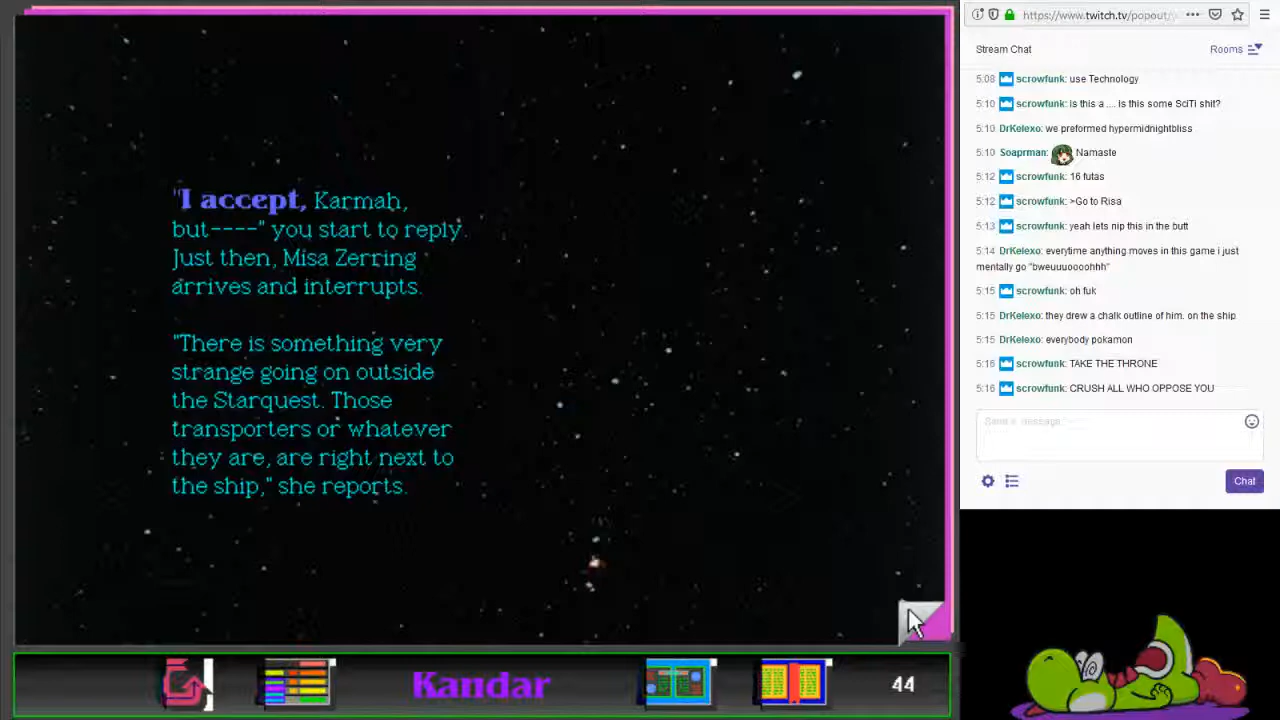 "I accept, Karmah,
but----" you start to reply.
Just then, Misa Zerring
arrives and interrupts.
"There is something very
strange going on outside
the Starquest. Those
transporters or whatever
they are, are right next to
the ship," she reports.
Kandar
44
https://www.twitch.tv/popout/
Stream Chat
Rooms
5:08 scrowfunk: use Technology
5:10 scrowfunk: is this a .... is this some SciTi shit?
5:10 DrKelexo: we preformed hypermidnightbliss
5:10 Soaprman: Namaste
5:12 scrowfunk: 16 futas
5:12 scrowfunk: >Go to Risa
5:13 scrowfunk: yeah lets nip this in the butt
5:14 DrKelexo: everytime anything moves in this game i just
mentally go "bweuuuoooohhh"
5:15 scrowfunk: oh fuk
5:15 DrKelexo: they drew a chalk outline of him. on the ship
5:15 DrKelexo: everybody pokamon
5:16 scrowfunk: TAKE THE THRONE
5:16 scrowfunk: CRUSH ALL WHO OPPOSE YOU
Send a message
Chat